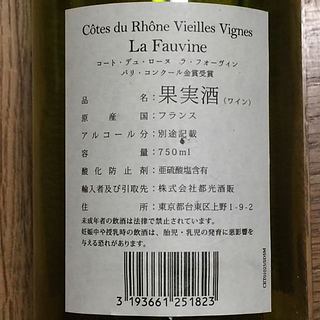 Côtes du Rhône Vieilles Vignes
La Fauvine
コート・デュ・ローヌ　ラ・フォーヴィン
パリ・コンクール金賞受賞
品名：果実酒（ワイン）
原産国：フランス
アルコール分：別途記載
容量：750ml
酸化防止剤：亜硫酸塩含有
輸入者及び引取先：株式会社都光酒販
住所：東京都台東区上野1-9-2
未成年者の飲酒は法律で禁止されています。
妊娠中や授乳時の飲酒は、胎児・乳児の発育に悪影響を
与える恐れがあります。
3 193661 251823